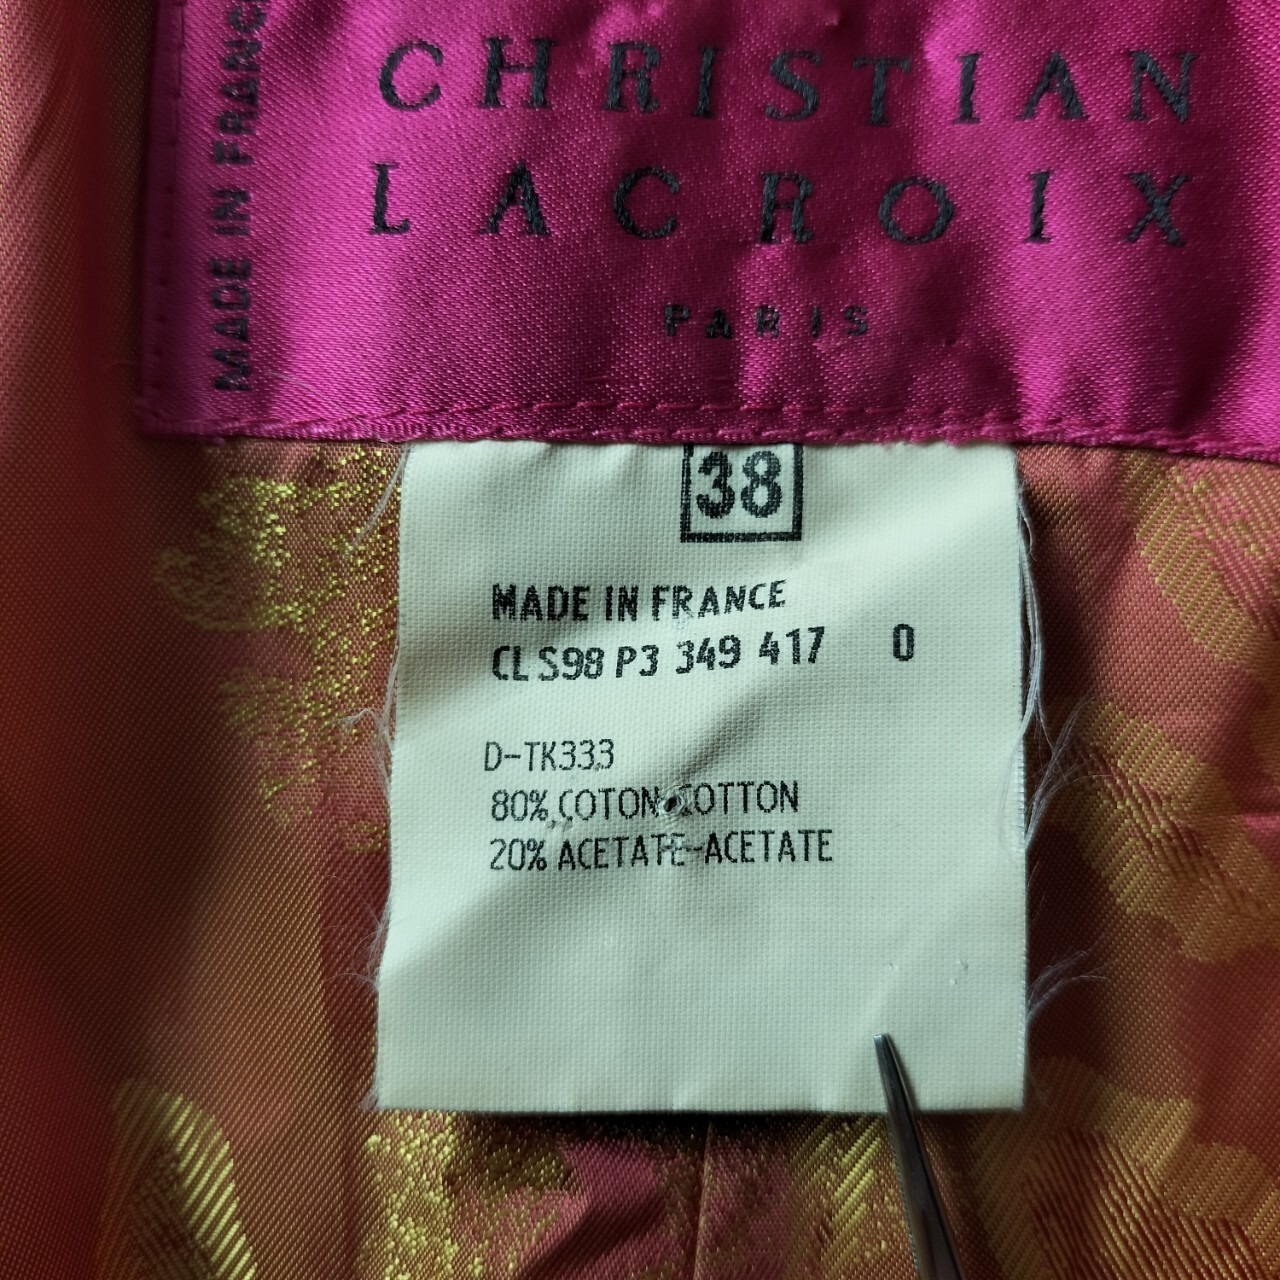 MADE IN FRANCE
CHRISTIAN
LACROIX
PARIS
38
MADE IN FRANCE
CL S98 P3 349 417 0
D-TK333
80% COTON-COTTON
20% ACETATE-ACETATE